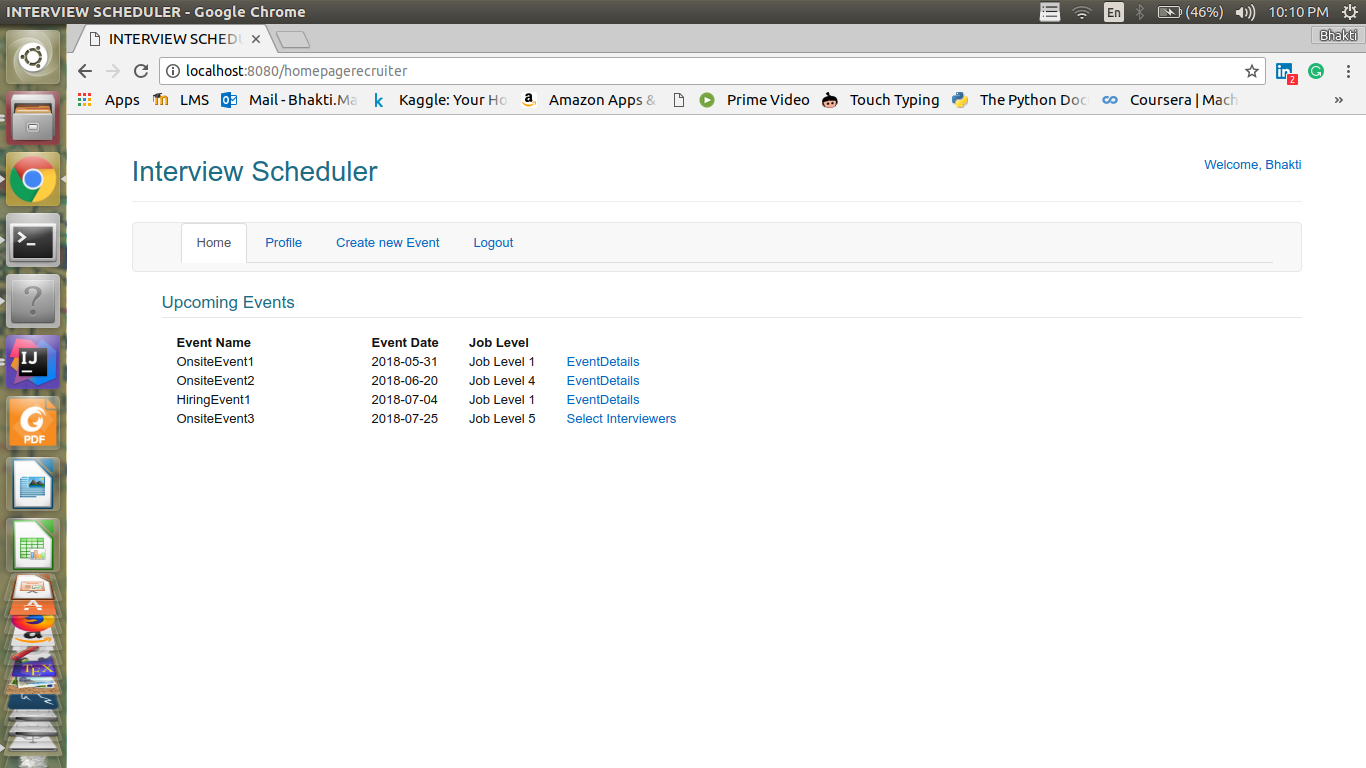 INTERVIEW SCHEDULER - Google Chrome
En
(46%)
10:10 PM
INTERVIEW SCHEDU
Bhakti
localhost:8080/homepagerecruiter
2
Apps
LMS
Mail - Bhakti.Ma
Kaggle: Your Ho
Amazon Apps &
Prime Video
Touch Typing
The Python Doc
Coursera | Mach
»
Interview Scheduler
Welcome, Bhakti
Home
Profile
Create new Event
Logout
Upcoming Events
Event Name Event Date Job Level
OnsiteEvent1 2018-05-31 Job Level 1 EventDetails
OnsiteEvent2 2018-06-20 Job Level 4 EventDetails
HiringEvent1 2018-07-04 Job Level 1 EventDetails
OnsiteEvent3 2018-07-25 Job Level 5 Select Interviewers
IJ
PDF
TEX